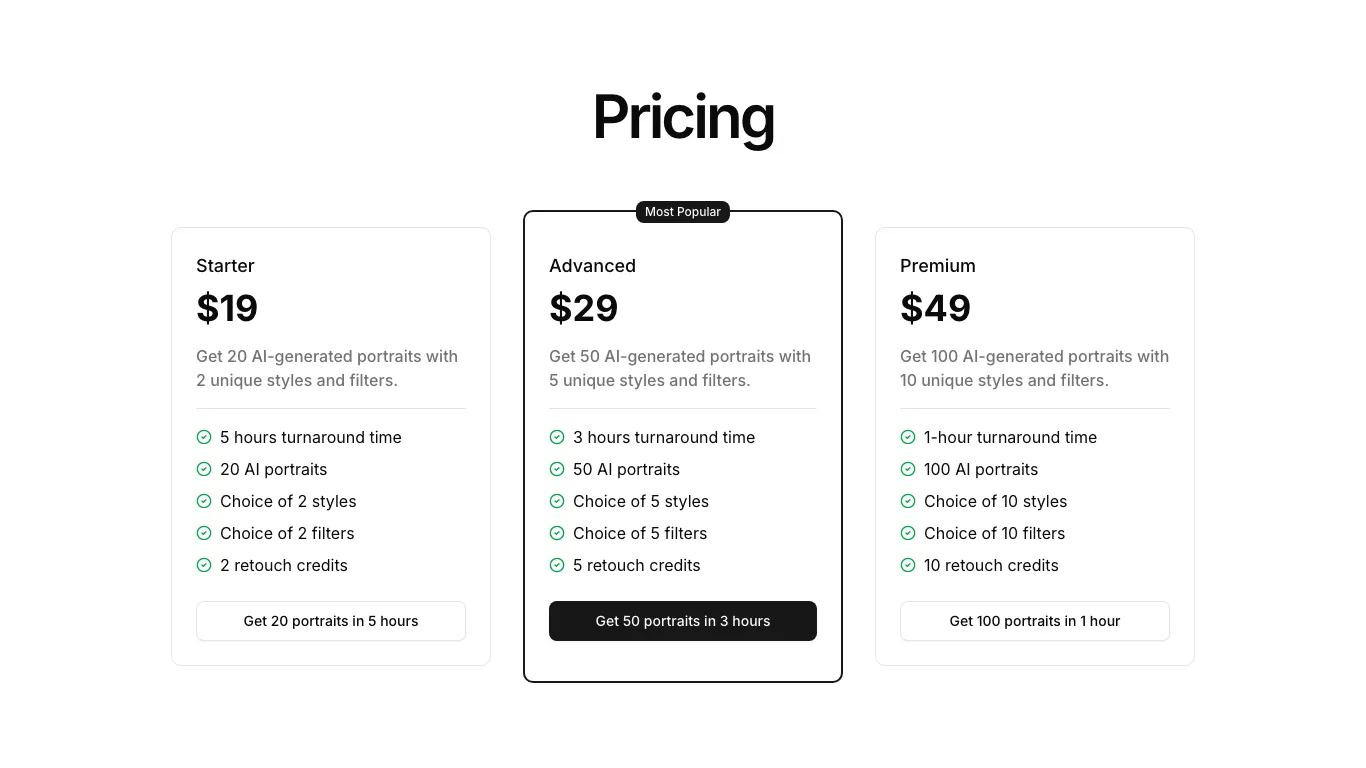 Pricing
Starter
$19
Get 20 AI-generated portraits with
2 unique styles and filters.
5 hours turnaround time
20 AI portraits
Choice of 2 styles
Choice of 2 filters
2 retouch credits
Get 20 portraits in 5 hours
Most Popular
Advanced
$29
Get 50 AI-generated portraits with
5 unique styles and filters.
3 hours turnaround time
50 AI portraits
Choice of 5 styles
Choice of 5 filters
5 retouch credits
Get 50 portraits in 3 hours
Premium
$49
Get 100 AI-generated portraits with
10 unique styles and filters.
1-hour turnaround time
100 AI portraits
Choice of 10 styles
Choice of 10 filters
10 retouch credits
Get 100 portraits in 1 hour